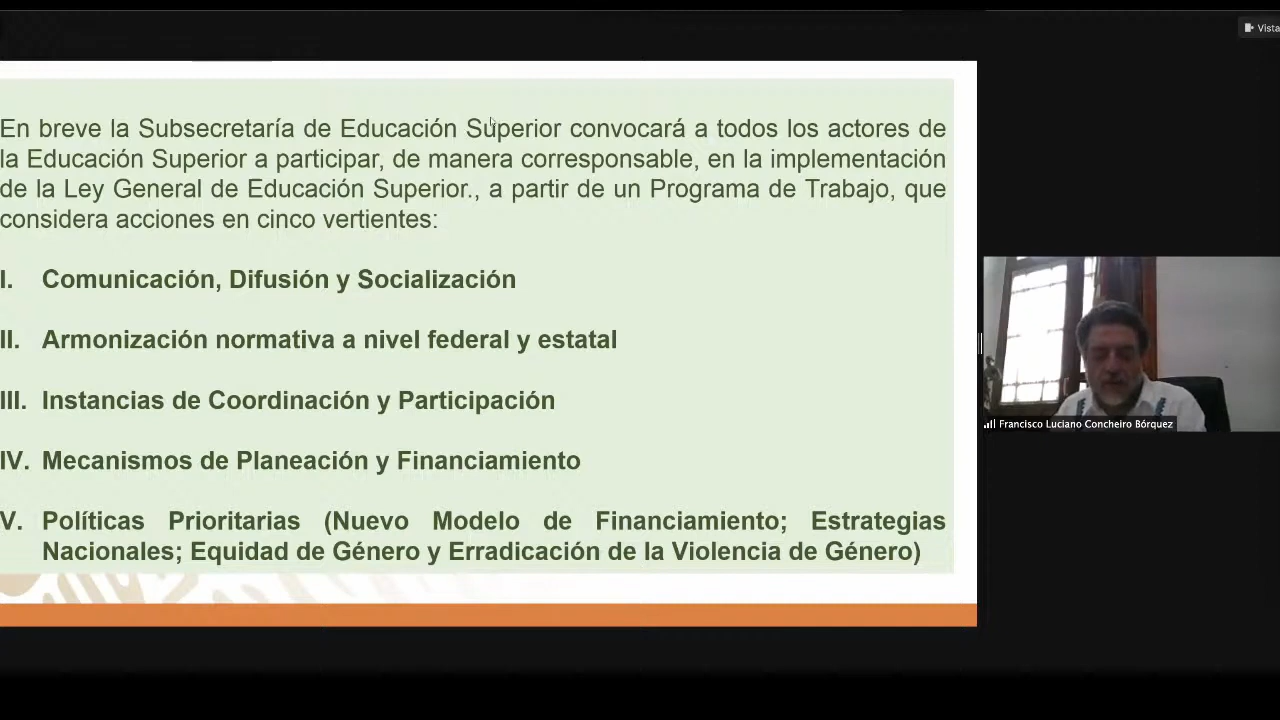 Vista
En breve la Subsecretaría de Educación Superior convocará a todos los actores de
la Educación Superior a participar, de manera corresponsable, en la implementación
de la Ley General de Educación Superior., a partir de un Programa de Trabajo, que
considera acciones en cinco vertientes:
I. Comunicación, Difusión y Socialización
II. Armonización normativa a nivel federal y estatal
III. Instancias de Coordinación y Participación
IV. Mecanismos de Planeación y Financiamiento
V. Políticas Prioritarias (Nuevo Modelo de Financiamiento; Estrategias
Nacionales; Equidad de Género y Erradicación de la Violencia de Género)
Francisco Luciano Concheiro Bórquez